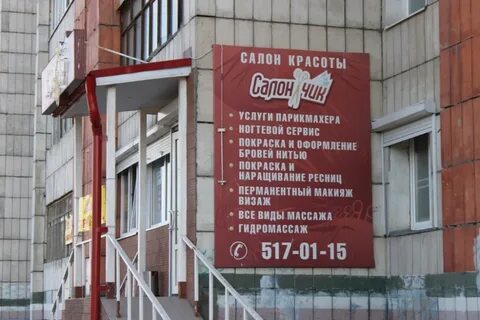 САЛОН КРАСОТЫ
Салон чик
• УСЛУГИ ПАРИКМАХЕРА
• НОГТЕВОЙ СЕРВИС
• ПОКРАСКА И ОФОРМЛЕНИЕ
БРОВЕЙ НИТЬЮ
• ПОКРАСКА И
НАРАЩИВАНИЕ РЕСНИЦ
• ПЕРМАНЕНТНЫЙ МАКИЯЖ
ВИЗАЖ
• ВСЕ ВИДЫ МАССАЖА
• ГИДРОМАССАЖ
517-01-15